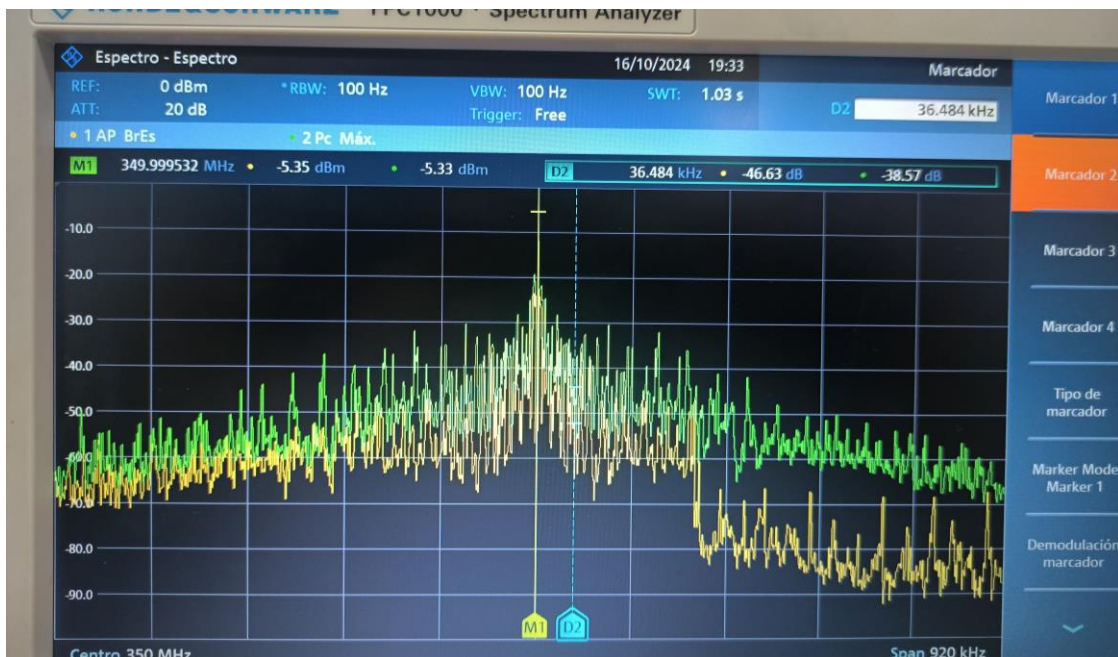 ROHDE&SCHWARZ FPC1000 · Spectrum Analyzer
Espectro - Espectro 16/10/2024 19:33 Marcador
REF: 0 dBm *RBW: 100 Hz VBW: 100 Hz SWT: 1.03 s
ATT: 20 dB Trigger: Free D2 36.484 kHz
1 AP BrEs 2 Pc Máx.
M1 349.999532 MHz -5.35 dBm -5.33 dBm D2 36.484 kHz -46.63 dB -38.57 dB
-10.0
-20.0
-30.0
-40.0
-50.0
-60.0
-70.0
-80.0
-90.0
M1 D2
Centro 350 MHz Span 920 kHz
Marcador 1
Marcador 2
Marcador 3
Marcador 4
Tipo de
marcador
Marker Mode
Marker 1
Demodulación
marcador